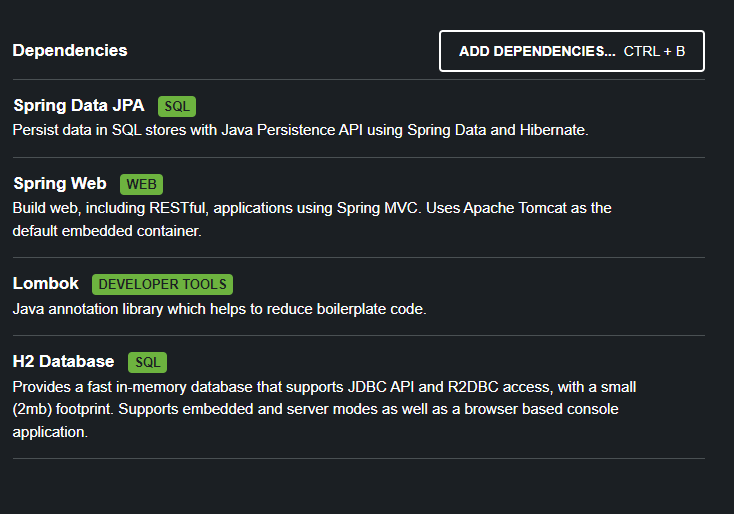 Dependencies
ADD DEPENDENCIES... CTRL + B
Spring Data JPA SQL
Persist data in SQL stores with Java Persistence API using Spring Data and Hibernate.
Spring Web WEB
Build web, including RESTful, applications using Spring MVC. Uses Apache Tomcat as the
default embedded container.
Lombok DEVELOPER TOOLS
Java annotation library which helps to reduce boilerplate code.
H2 Database SQL
Provides a fast in-memory database that supports JDBC API and R2DBC access, with a small
(2mb) footprint. Supports embedded and server modes as well as a browser based console
application.